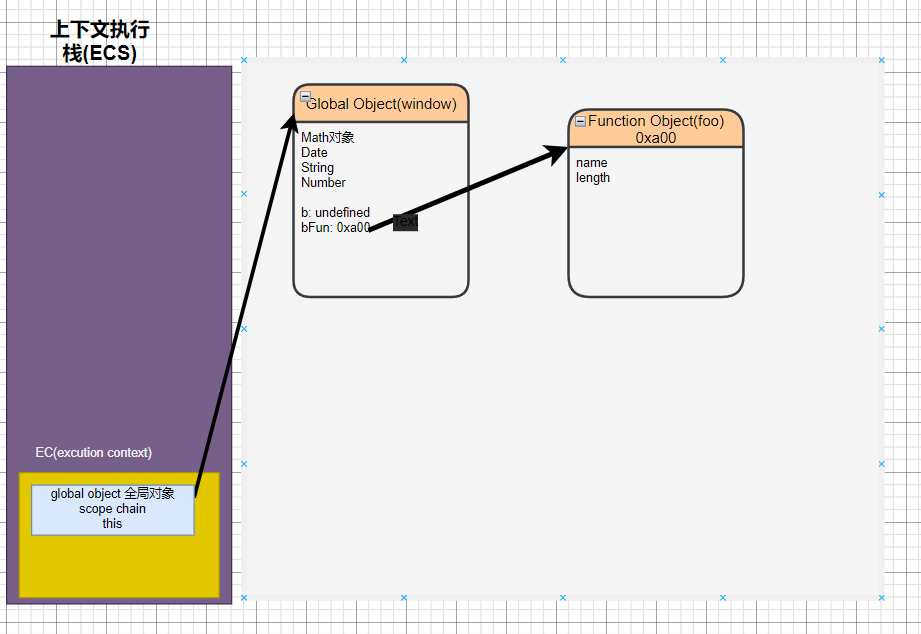 上下文执行
栈(ECS)
EC(excution context)
global object 全局对象
scope chain
this
Global Object(window)
Math对象
Date
String
Number
b: undefined
bFun: 0xa00
Text
Function Object(foo)
0xa00
name
length